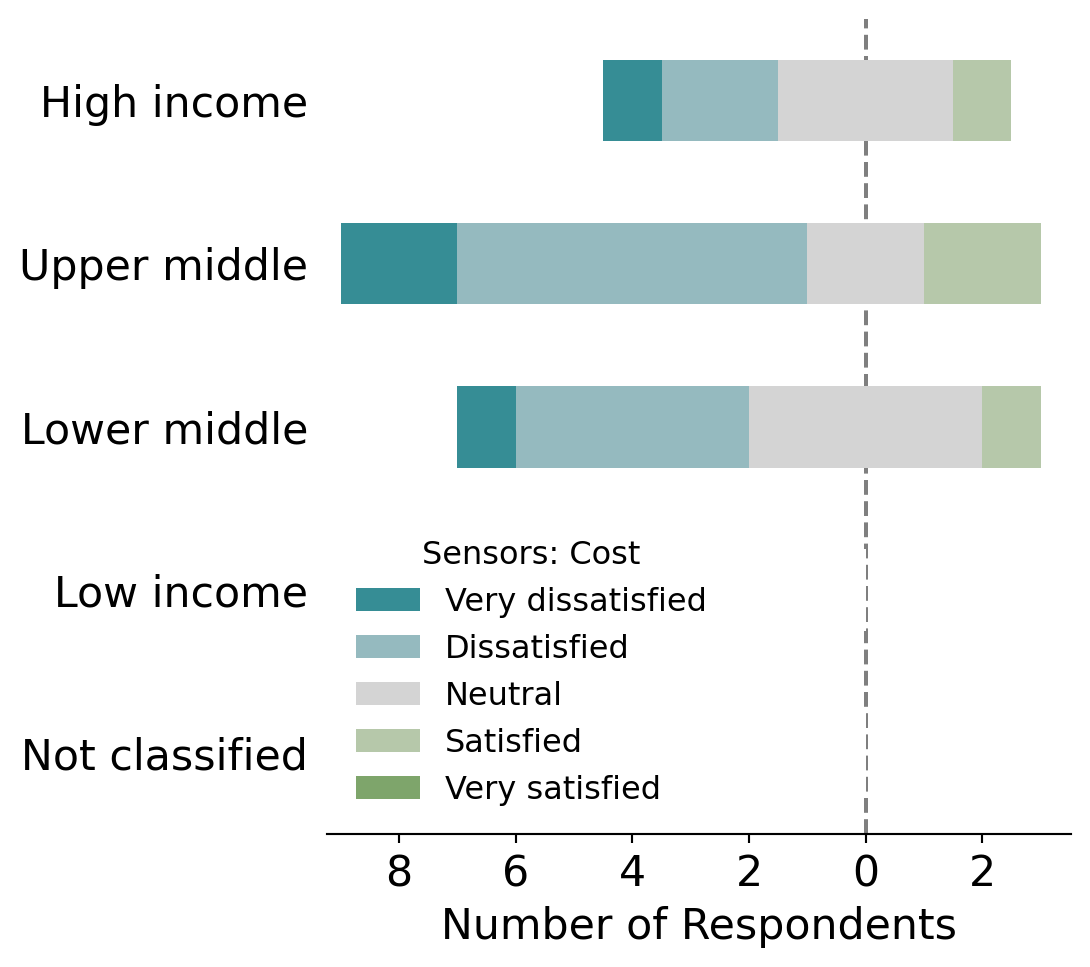 High income
Upper middle
Lower middle
Low income
Not classified
Sensors: Cost
Very dissatisfied
Dissatisfied
Neutral
Satisfied
Very satisfied
8 6 4 2 0 2
Number of Respondents